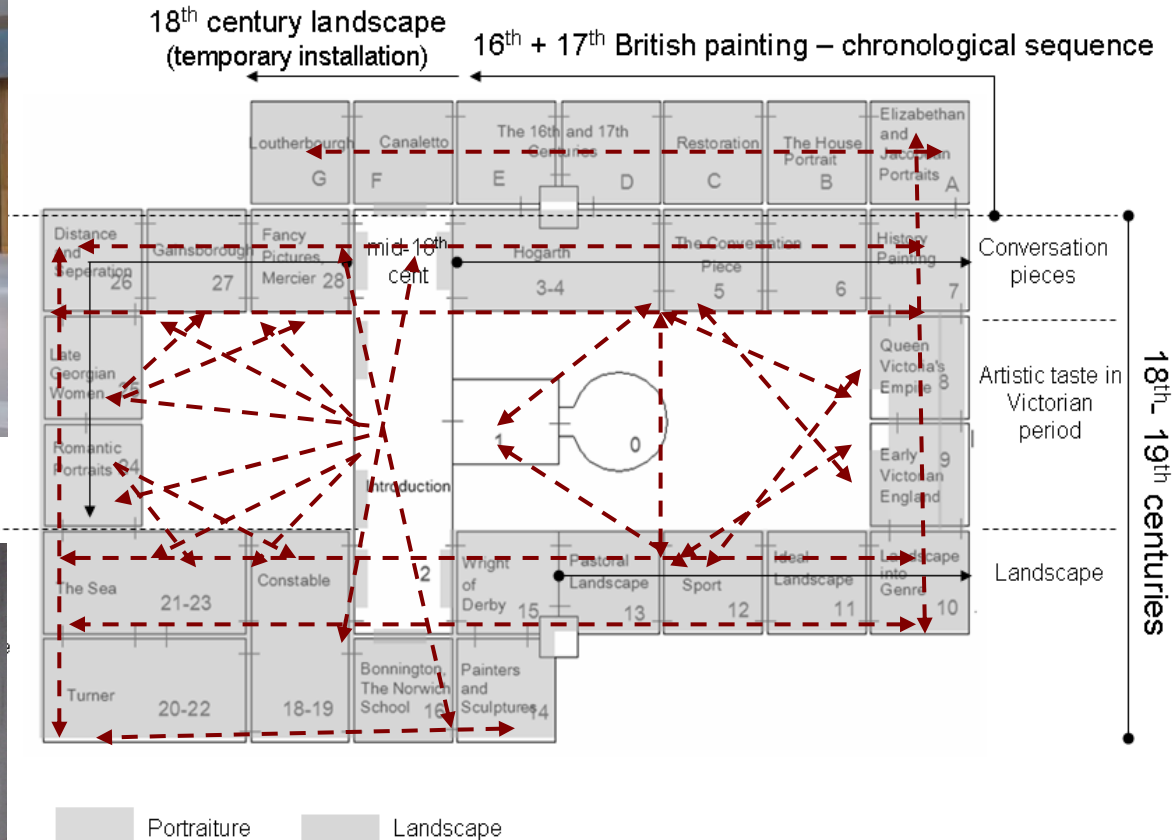 18th century landscape
(temporary installation)
16th + 17th British painting – chronological sequence
Loutherbourgh
G
Canaletto
F
The 16th and 17th
Centuries
E
D
Restoration
C
The House
Portrait
B
Elizabethan
and
Jacobean
Portraits
A
Distance
and
Seperation
26
Gainsborough
27
Fancy
Pictures,
Mercier 28
mid-18th
cent
Hogarth
3-4
The Conversation
Piece
5
6
History
Painting
7
Conversation
pieces
Late
Georgian
Women
25
Queen
Victoria's
Empire
8
Artistic taste in
Victorian
period
1
0
Romantic
Portraits
24
Introduction
Early
Victorian
England
9
18th- 19th centuries
The Sea
21-23
Constable
2
Wright
of
Derby
15
Pastoral
Landscape
13
Sport
12
Ideal
Landscape
11
Landscape
into
Genre
10
Landscape
Turner
20-22
18-19
Bonnington,
The Norwich
School
16
Painters
and
Sculptures
14
Portraiture
Landscape